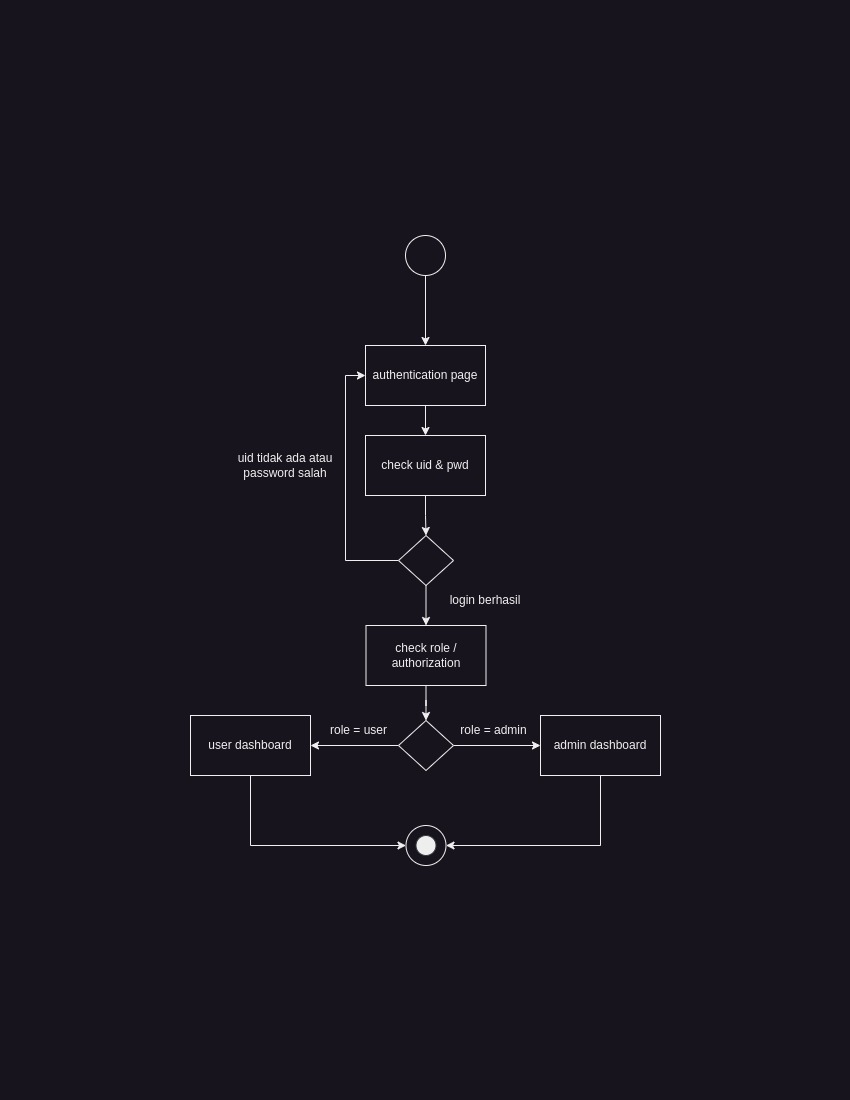 authentication page
uid tidak ada atau
password salah
check uid & pwd
login berhasil
check role /
authorization
role = user
role = admin
user dashboard
admin dashboard